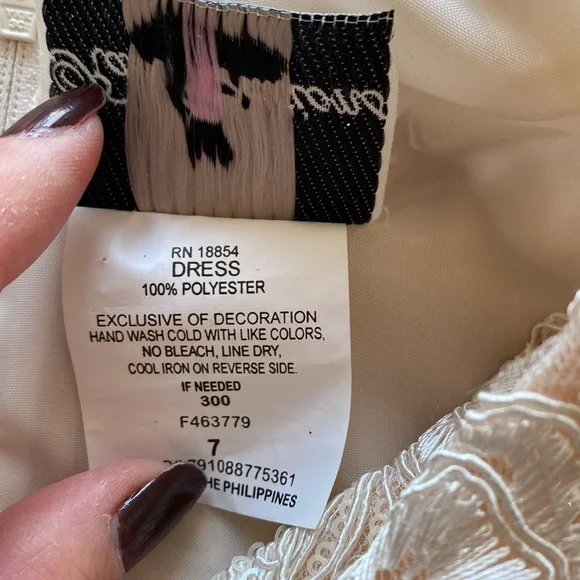 RN 18854
DRESS
100% POLYESTER
EXCLUSIVE OF DECORATION
HAND WASH COLD WITH LIKE COLORS,
NO BLEACH, LINE DRY,
COOL IRON ON REVERSE SIDE.
IF NEEDED
300
F463779
7
791088775361
THE PHILIPPINES